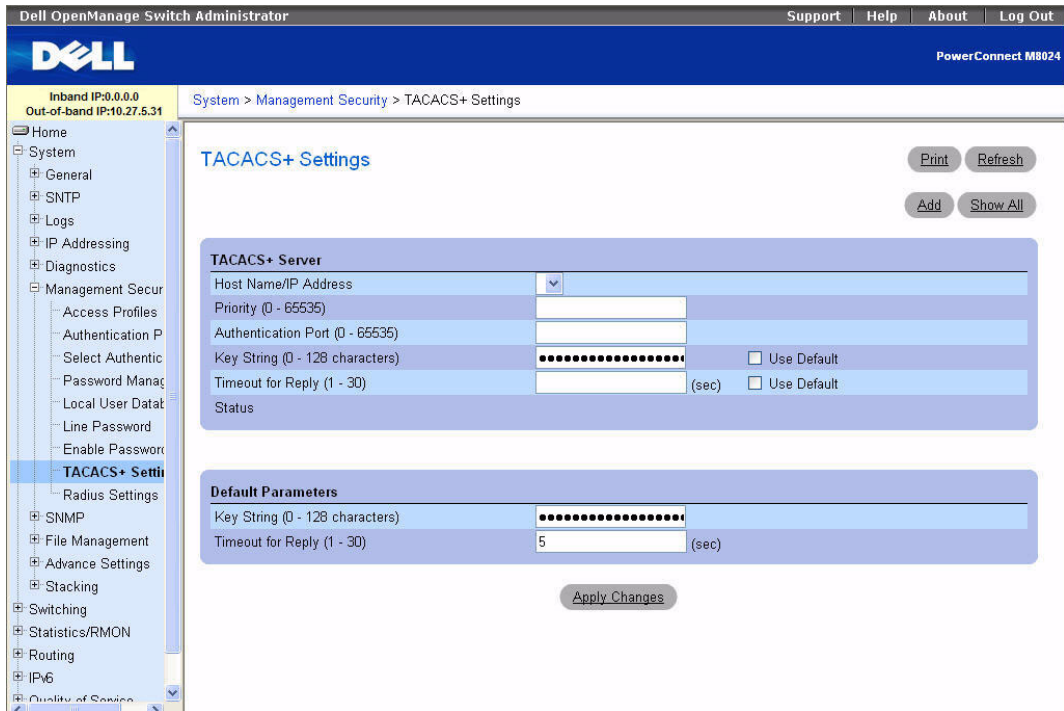 Dell OpenManage Switch Administrator
Support | Help | About | Log Out
DELL
PowerConnect M8024
Inband IP:0.0.0.0
Out-of-band IP:10.27.5.31
System > Management Security > TACACS+ Settings
Home
System
General
SNTP
Logs
IP Addressing
Diagnostics
Management Secur
Access Profiles
Authentication P
Select Authentic
Password Manag
Local User Datab
Line Password
Enable Password
TACACS+ Settin
Radius Settings
SNMP
File Management
Advance Settings
Stacking
Switching
Statistics/RMON
Routing
IPv6
Quality of Service
TACACS+ Settings
Print
Refresh
Add
Show All
TACACS+ Server
Host Name/IP Address
Priority (0 - 65535)
Authentication Port (0 - 65535)
Key String (0 - 128 characters) •••••••••••••••••• Use Default
Timeout for Reply (1 - 30) (sec) Use Default
Status
Default Parameters
Key String (0 - 128 characters) ••••••••••••••••••
Timeout for Reply (1 - 30) 5 (sec)
Apply Changes